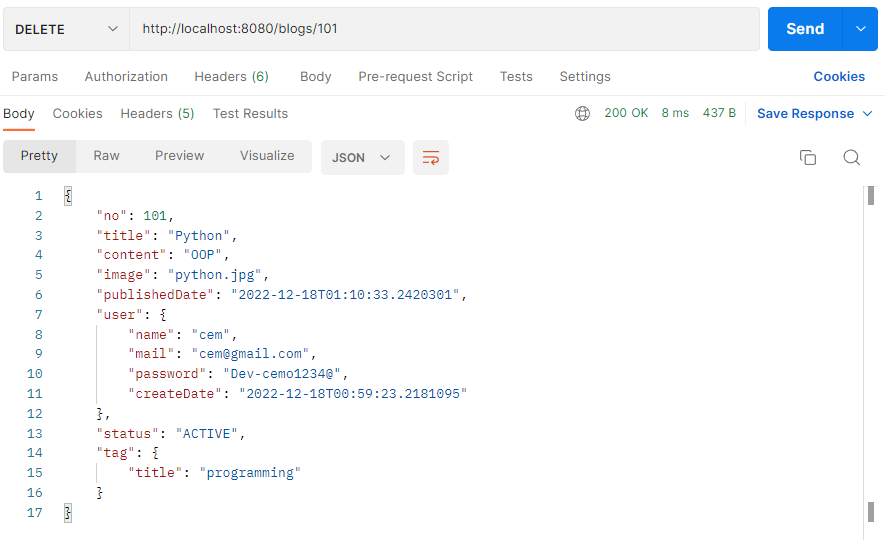 DELETE http://localhost:8080/blogs/101 Send
Params Authorization Headers (6) Body Pre-request Script Tests Settings Cookies
Body Cookies Headers (5) Test Results 200 OK 8 ms 437 B Save Response
Pretty Raw Preview Visualize JSON
1 {
2 "no": 101,
3 "title": "Python",
4 "content": "OOP",
5 "image": "python.jpg",
6 "publishedDate": "2022-12-18T01:10:33.2420301",
7 "user": {
8 "name": "cem",
9 "mail": "cem@gmail.com",
10 "password": "Dev-cemo1234@",
11 "createDate": "2022-12-18T00:59:23.2181095"
12 },
13 "status": "ACTIVE",
14 "tag": {
15 "title": "programming"
16 }
17 }